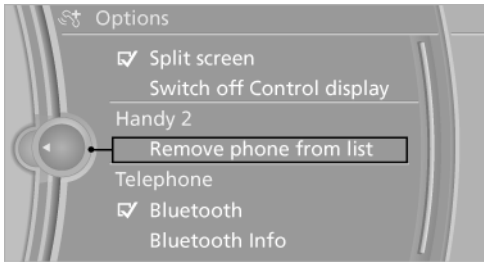 Options
Split screen
Switch off Control display
Handy 2
Remove phone from list
Telephone
Bluetooth
Bluetooth Info